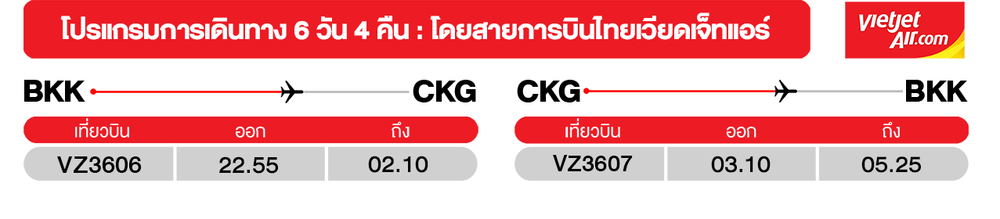 โปรแกรมการเดินทาง 6 วัน 4 คืน : โดยสายการบินไทยเวียดเจ็ทแอร์
vietjet
Air.com
BKK CKG
เที่ยวบิน ออก ถึง
VZ3606 22.55 02.10
CKG BKK
เที่ยวบิน ออก ถึง
VZ3607 03.10 05.25